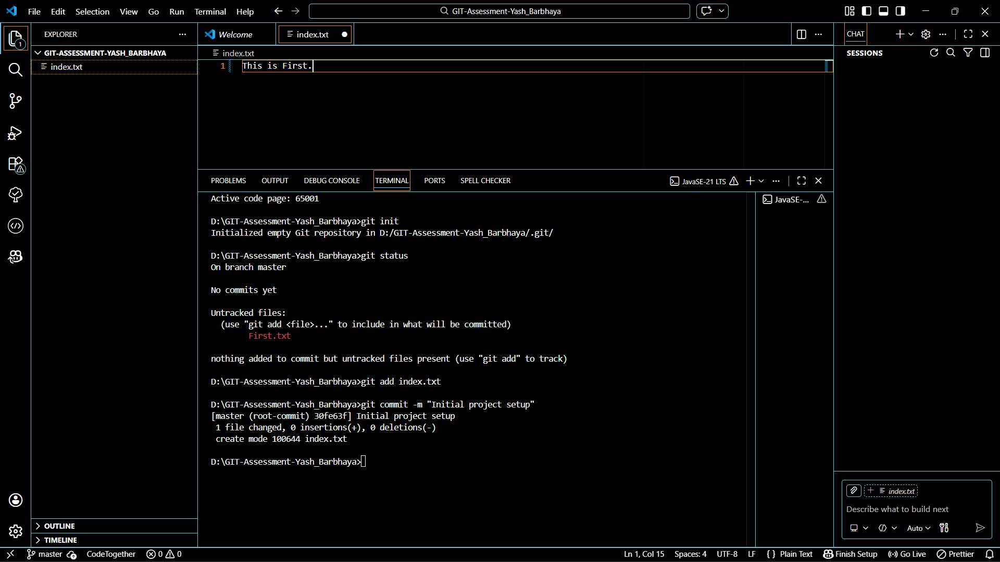 File Edit Selection View Go Run Terminal Help
GIT-Assessment-Yash_Barbhaya
EXPLORER
GIT-ASSESSMENT-YASH_BARBHAYA
index.txt
Welcome
index.txt
index.txt
1 This is First.
PROBLEMS OUTPUT DEBUG CONSOLE TERMINAL PORTS SPELL CHECKER
JavaSE-21 LTS
JavaSE-...
Active code page: 65001
D:\GIT-Assessment-Yash_Barbhaya>git init
Initialized empty Git repository in D:/GIT-Assessment-Yash_Barbhaya/.git/
D:\GIT-Assessment-Yash_Barbhaya>git status
On branch master
No commits yet
Untracked files:
(use "git add <file>..." to include in what will be committed)
First.txt
nothing added to commit but untracked files present (use "git add" to track)
D:\GIT-Assessment-Yash_Barbhaya>git add index.txt
D:\GIT-Assessment-Yash_Barbhaya>git commit -m "Initial project setup"
[master (root-commit) 30fe63f] Initial project setup
1 file changed, 0 insertions(+), 0 deletions(-)
create mode 100644 index.txt
D:\GIT-Assessment-Yash_Barbhaya>
CHAT
SESSIONS
index.txt
Describe what to build next
Auto
OUTLINE
TIMELINE
1
master CodeTogether 0 0
Ln 1, Col 15 Spaces: 4 UTF-8 LF {} Plain Text Finish Setup Go Live Prettier